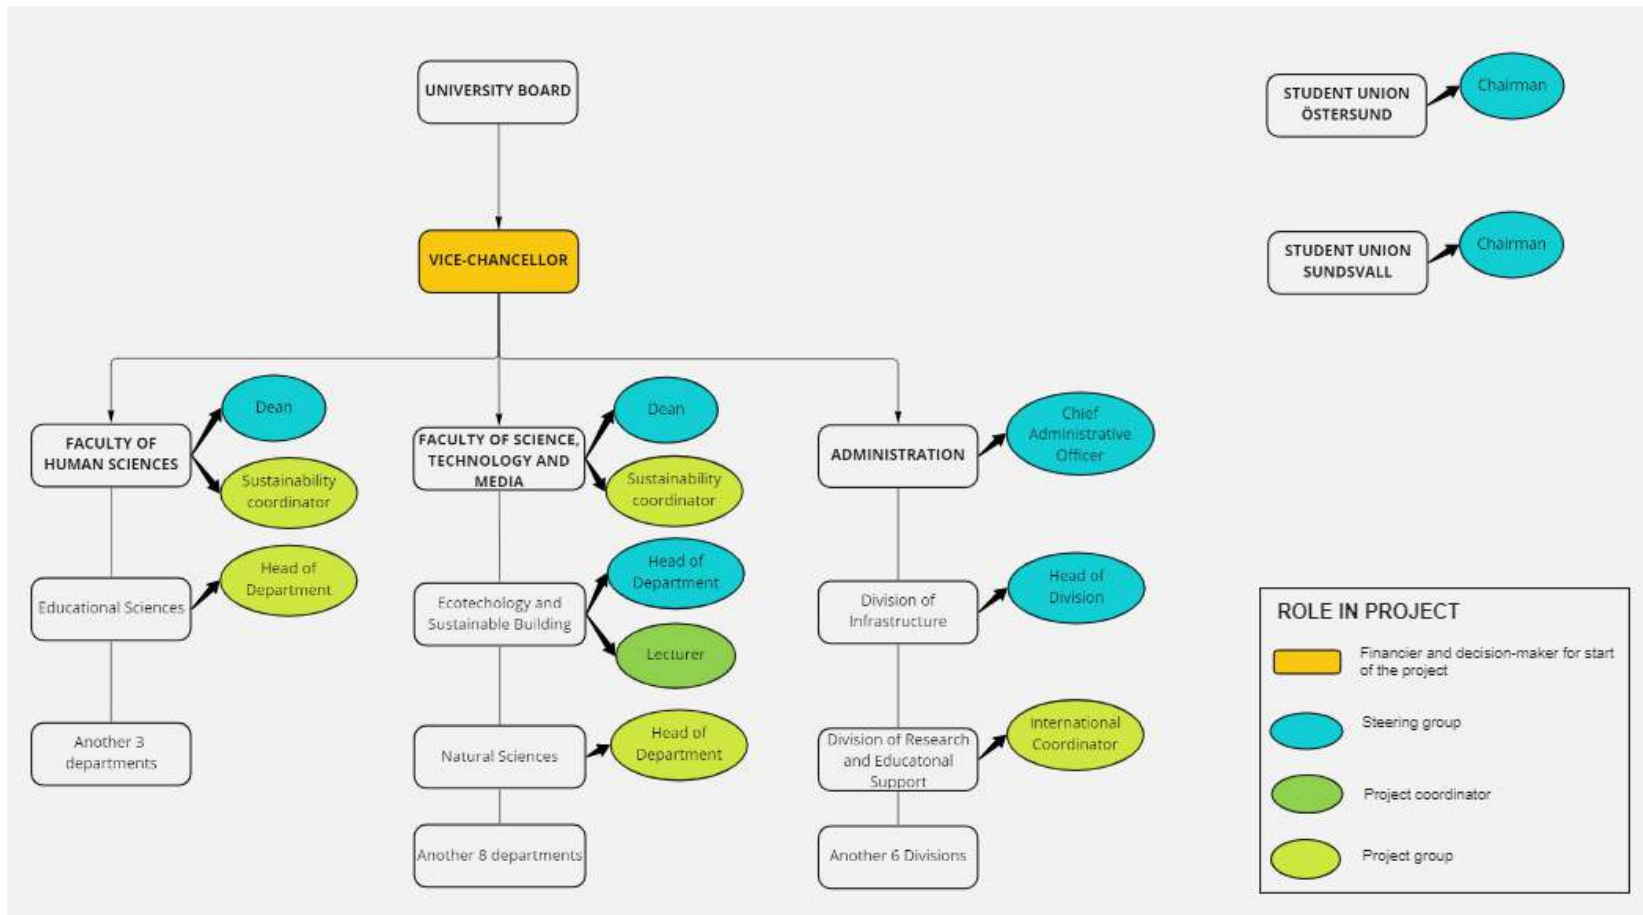 UNIVERSITY BOARD
STUDENT UNION
ÖSTERSUND
Chairman
VICE-CHANCELLOR
STUDENT UNION
SUNDSVALL
Chairman
FACULTY OF
HUMAN SCIENCES
Dean
Sustainability
coordinator
Educational Sciences
Head of
Department
Another 3
departments
FACULTY OF SCIENCE,
TECHNOLOGY AND
MEDIA
Dean
Sustainability
coordinator
Ecotechology and
Sustainable Building
Head of
Department
Lecturer
Natural Sciences
Head of
Department
Another 8 departments
ADMINISTRATION
Chief
Administrative
Officer
Division of
Infrastructure
Head of
Division
Division of Research
and Educatonal
Support
International
Coordinator
Another 6 Divisions
ROLE IN PROJECT
Financier and decision-maker for start
of the project
Steering group
Project coordinator
Project group